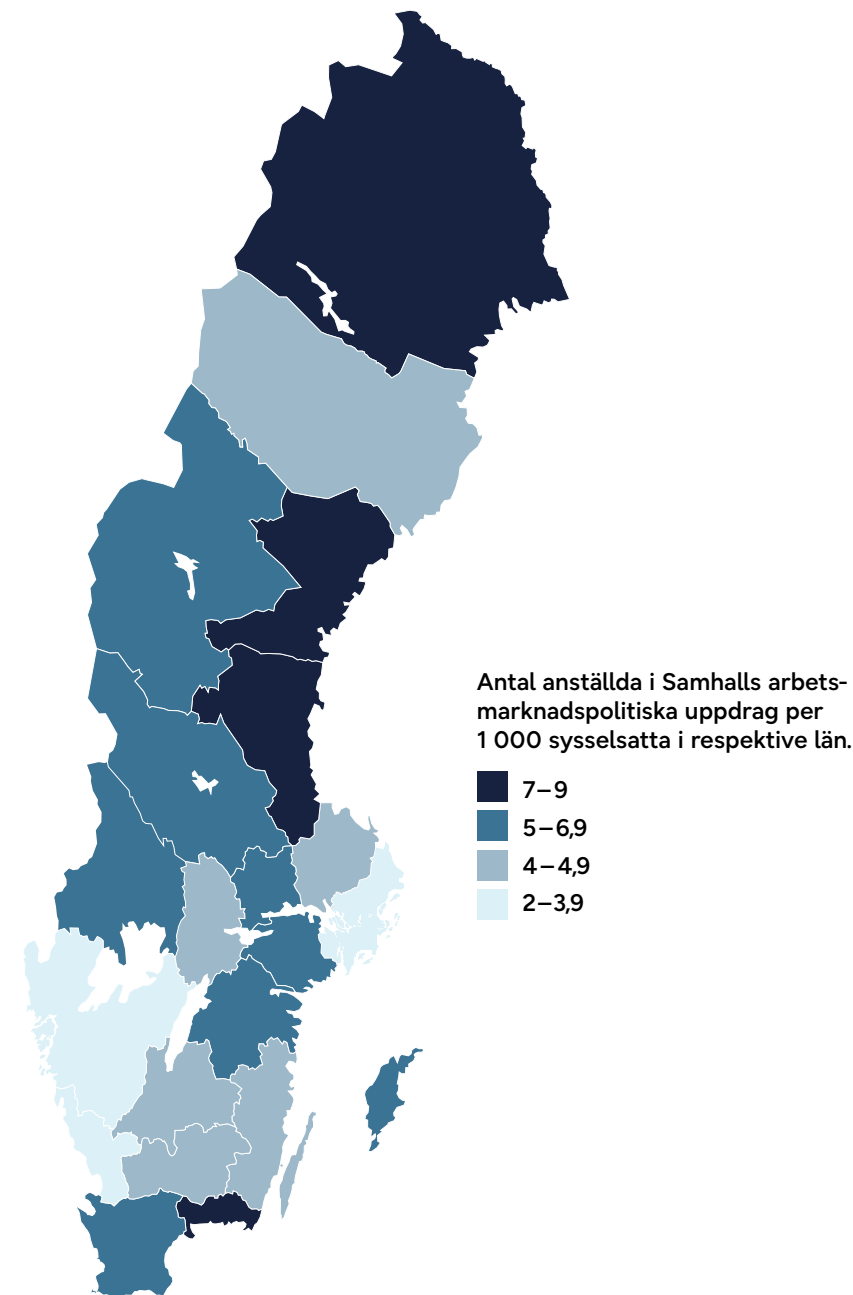 Antal anställda i Samhalls arbets-
marknadspolitiska uppdrag per
1 000 sysselsatta i respektive län.
7–9
5–6,9
4–4,9
2–3,9